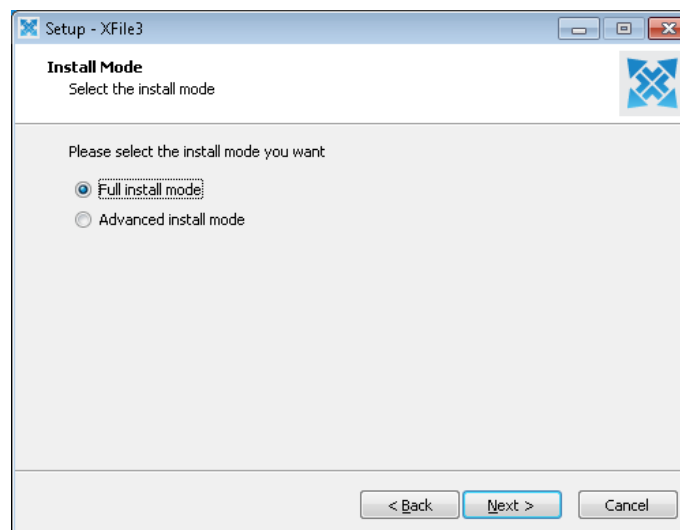 Setup - XFile3
Install Mode
Select the install mode
Please select the install mode you want
Full install mode
Advanced install mode
< Back
Next >
Cancel